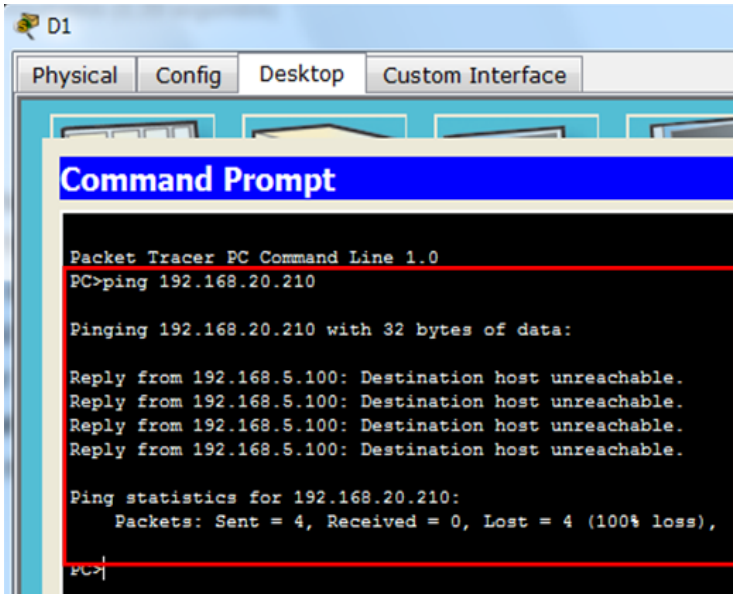 D1
Physical Config Desktop Custom Interface
Command Prompt
Packet Tracer PC Command Line 1.0
PC>ping 192.168.20.210
Pinging 192.168.20.210 with 32 bytes of data:
Reply from 192.168.5.100: Destination host unreachable.
Reply from 192.168.5.100: Destination host unreachable.
Reply from 192.168.5.100: Destination host unreachable.
Reply from 192.168.5.100: Destination host unreachable.
Ping statistics for 192.168.20.210:
Packets: Sent = 4, Received = 0, Lost = 4 (100% loss),
PC>